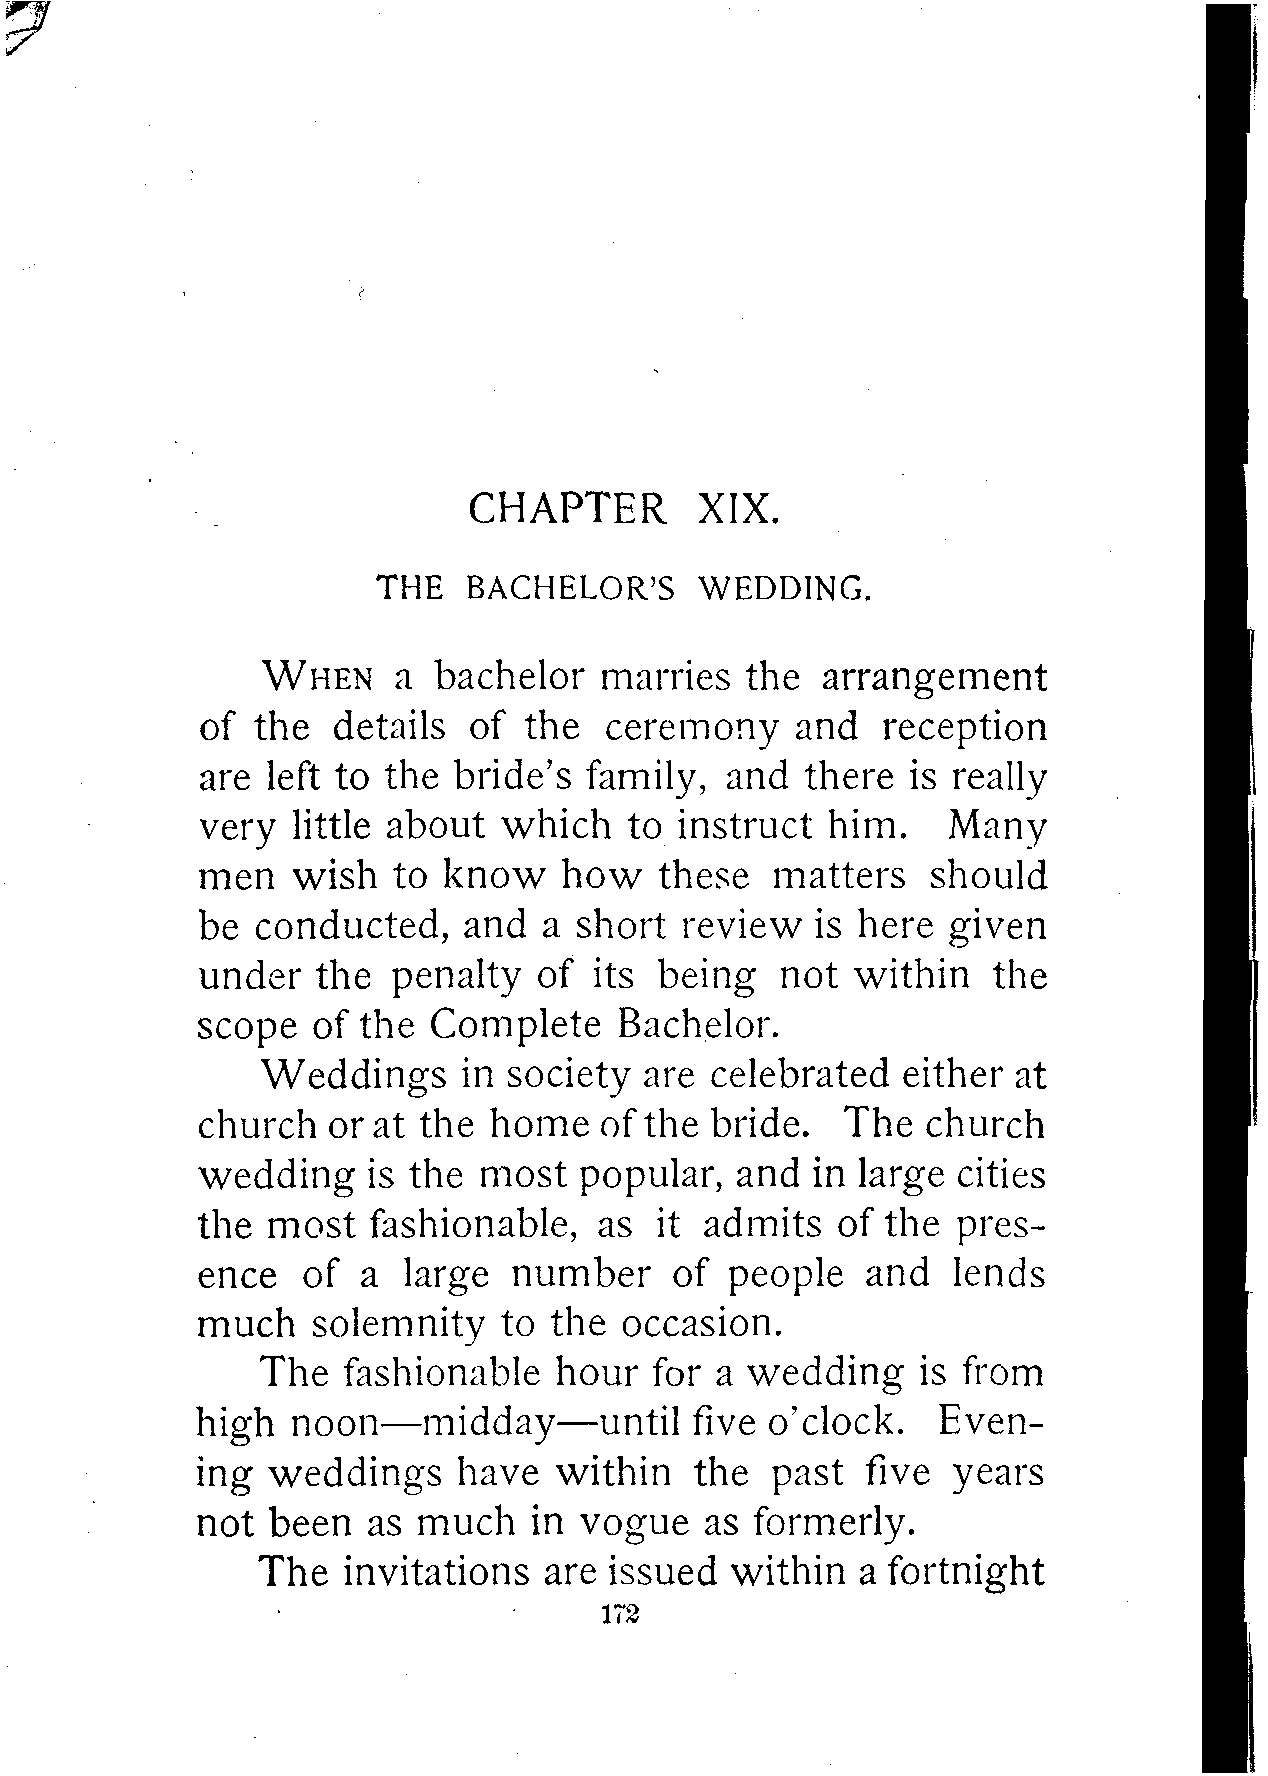 CHAPTER XIX.
THE BACHELOR'S WEDDING.
WHEN a bachelor marries the arrangement
of the details of the ceremony and reception
are left to the bride's family, and there is really
very little about which to instruct him. Many
men wish to know how these matters should
be conducted, and a short review is here given
under the penalty of its being not within the
scope of the Complete Bachelor.
Weddings in society are celebrated either at
church or at the home of the bride. The church
wedding is the most popular, and in large cities
the most fashionable, as it admits of the pres-
ence of a large number of people and lends
much solemnity to the occasion.
The fashionable hour for a wedding is from
high noon—midday—until five o'clock. Even-
ing weddings have within the past five years
not been as much in vogue as formerly.
The invitations are issued within a fortnight
172